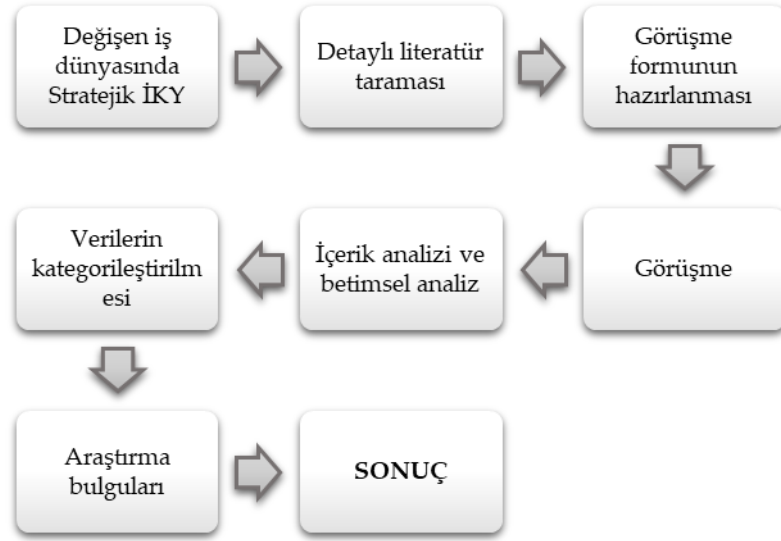 Değişen iş
dünyasında
Stratejik İKY
Detaylı literatür
taraması
Görüşme
formunun
hazırlanması
Görüşme
İçerik analizi ve
betimsel analiz
Verilerin
kategorileştirilm
esi
Araştırma
bulguları
SONUÇ